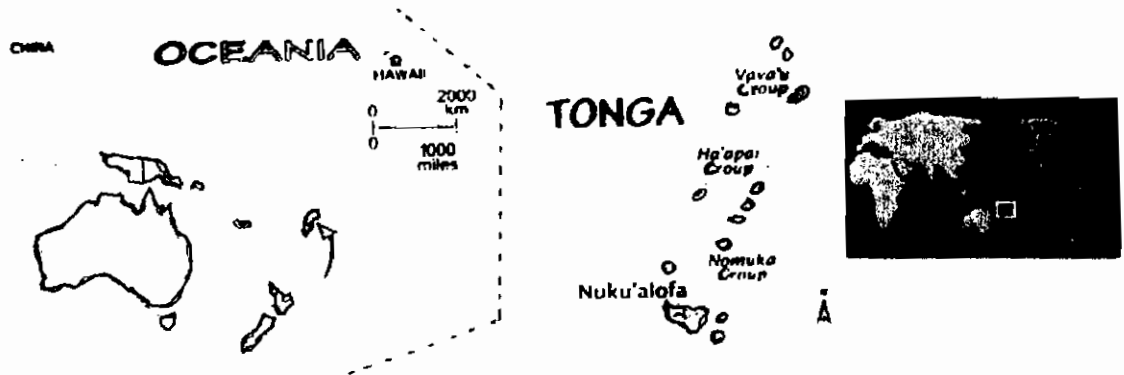 CHINA
OCEANIA
HAWAII
0 2000
km
0 1000
miles
TONGA
Vava'u
Group
Ha'apai
Group
Nomuka
Group
Nuku'alofa